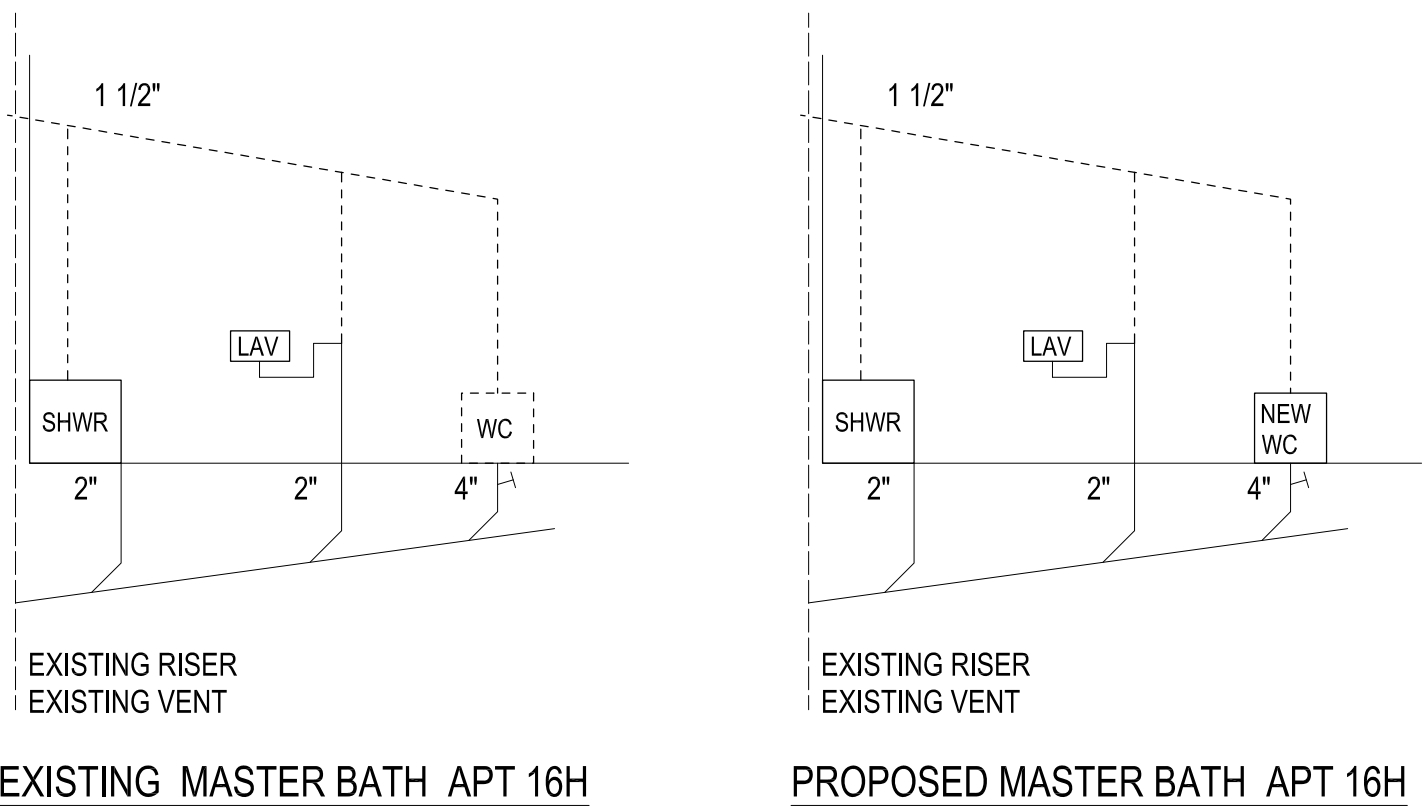 1 1/2"
LAV
SHWR
WC
2"
2"
4"
EXISTING RISER
EXISTING VENT
EXISTING MASTER BATH APT 16H
1 1/2"
LAV
SHWR
NEW
WC
2"
2"
4"
EXISTING RISER
EXISTING VENT
PROPOSED MASTER BATH APT 16H